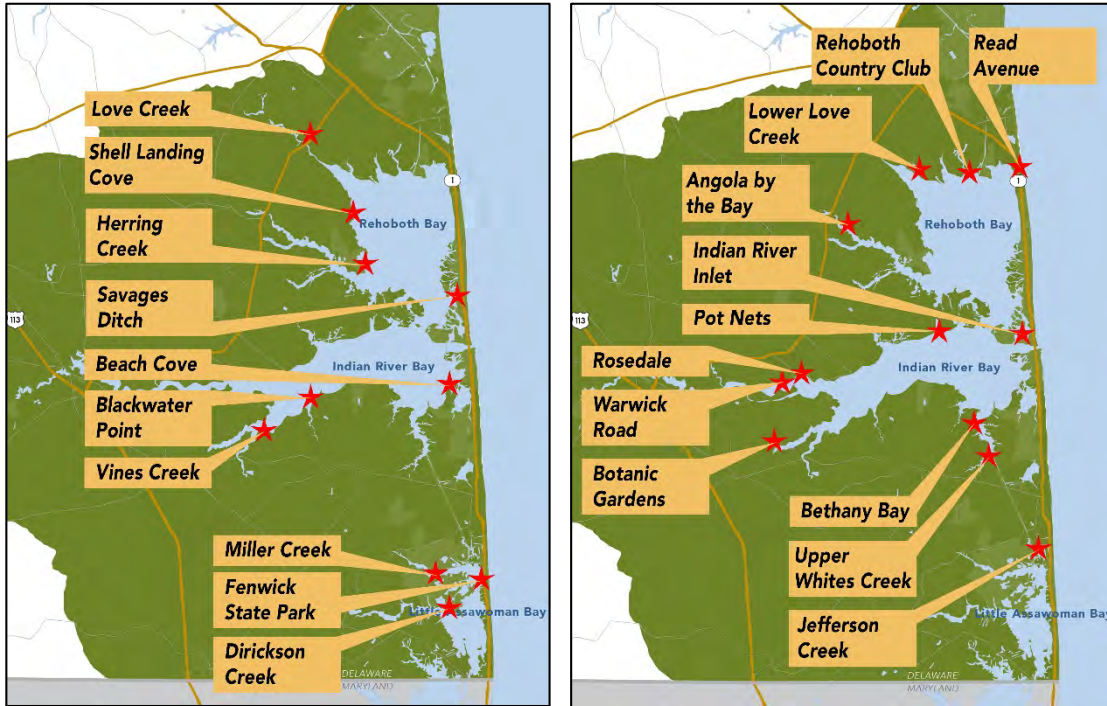 Love Creek
Shell Landing
Cove
Herring
Creek
Savages
Ditch
Beach Cove
Blackwater
Point
Vines Creek
Miller Creek
Fenwick
State Park
Dirickson
Creek
1
Rehoboth Bay
113
Indian River Bay
Little Assawoman Bay
DELAWARE
MARYLAND
Rehoboth
Country Club
Read
Avenue
Lower Love
Creek
Angola by
the Bay
Indian River
Inlet
Pot Nets
Rosedale
Warwick
Road
Botanic
Gardens
Bethany Bay
Upper
Whites Creek
Jefferson
Creek
1
Rehoboth Bay
113
Indian River Bay
Little Assawoman Bay
DELAWARE
MARYLAND